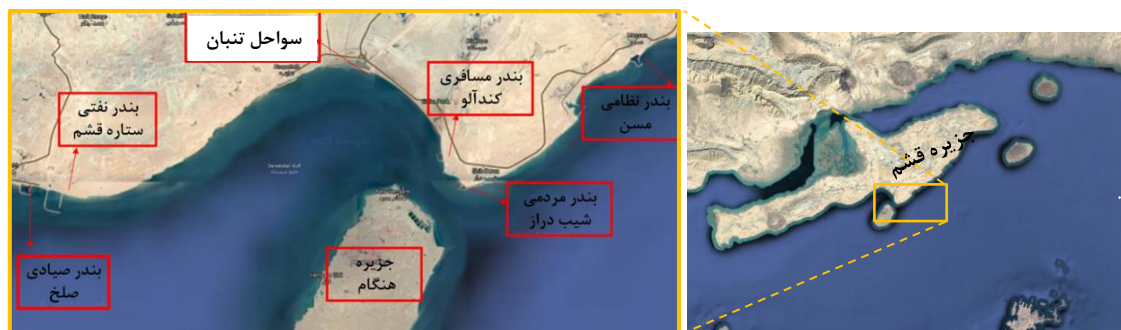 سواحل تنبان
بندر مسافری
کندآلو
بندر نظامی
مسن
بندر نفتی
ستاره قشم
بندر مردمی
شیب دراز
بندر صیادی
صلخ
جزیره
هنگام
جزیره قشم